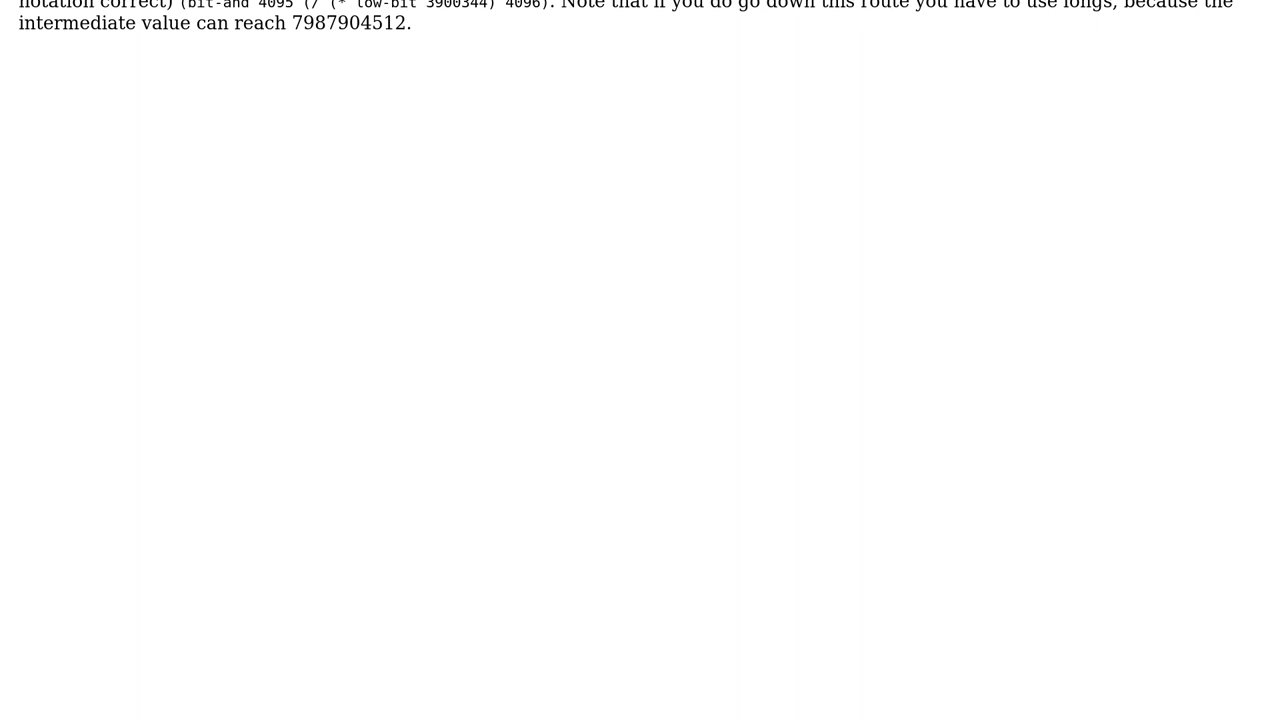 notation correct) (bit-and 4095 (/ (* low-bit 3900344) 4096). Note that if you do go down this route you have to use longs, because the
intermediate value can reach 7987904512.